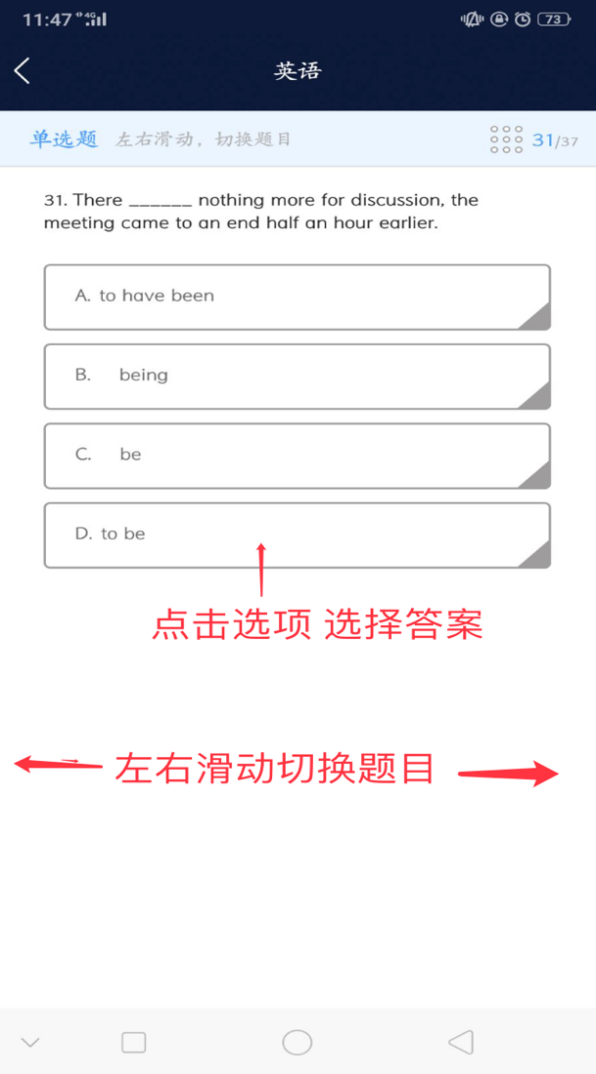 11:47 4G 73
英语
单选题 左右滑动，切换题目 31/37
31. There ______ nothing more for discussion, the
meeting came to an end half an hour earlier.
A. to have been
B. being
C. be
D. to be
点击选项 选择答案
左右滑动切换题目